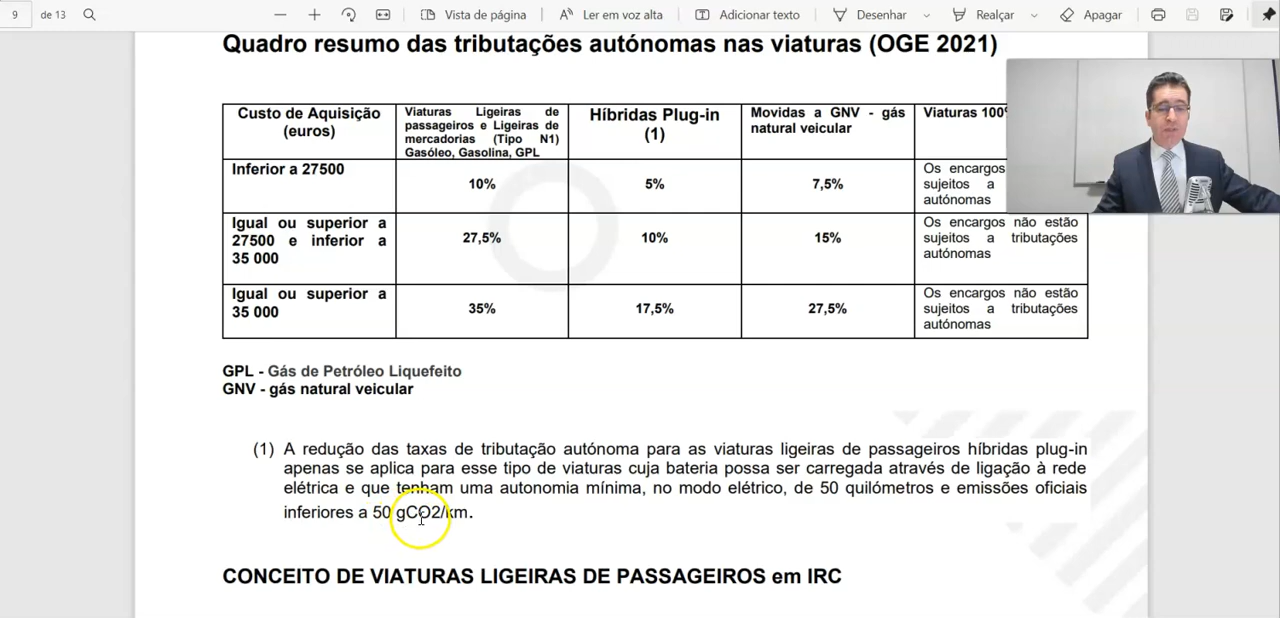 9 de 13 Vista de página Ler em voz alta Adicionar texto Desenhar Realçar Apagar
Quadro resumo das tributações autónomas nas viaturas (OGE 2021)
Custo de Aquisição
(euros)
Viaturas Ligeiras de
passageiros e Ligeiras de
mercadorias (Tipo N1)
Gasóleo, Gasolina, GPL
Híbridas Plug-in
(1)
Movidas a GNV - gás
natural veicular
Viaturas
Inferior a 27500
10%
5%
7,5%
Os encargos
sujeitos a
autónomas
Igual ou superior a
27500 e inferior a
35 000
27,5%
10%
15%
Os encargos não estão
sujeitos a tributações
autónomas
Igual ou superior a
35 000
35%
17,5%
27,5%
Os encargos não estão
sujeitos a tributações
autónomas
GPL - Gás de Petróleo Liquefeito
GNV - gás natural veicular
(1) A redução das taxas de tributação autónoma para as viaturas ligeiras de passageiros híbridas plug-in
apenas se aplica para esse tipo de viaturas cuja bateria possa ser carregada através de ligação à rede
elétrica e que tenham uma autonomia mínima, no modo elétrico, de 50 quilómetros e emissões oficiais
inferiores a 50 gCO2/km.
CONCEITO DE VIATURAS LIGEIRAS DE PASSAGEIROS em IRC